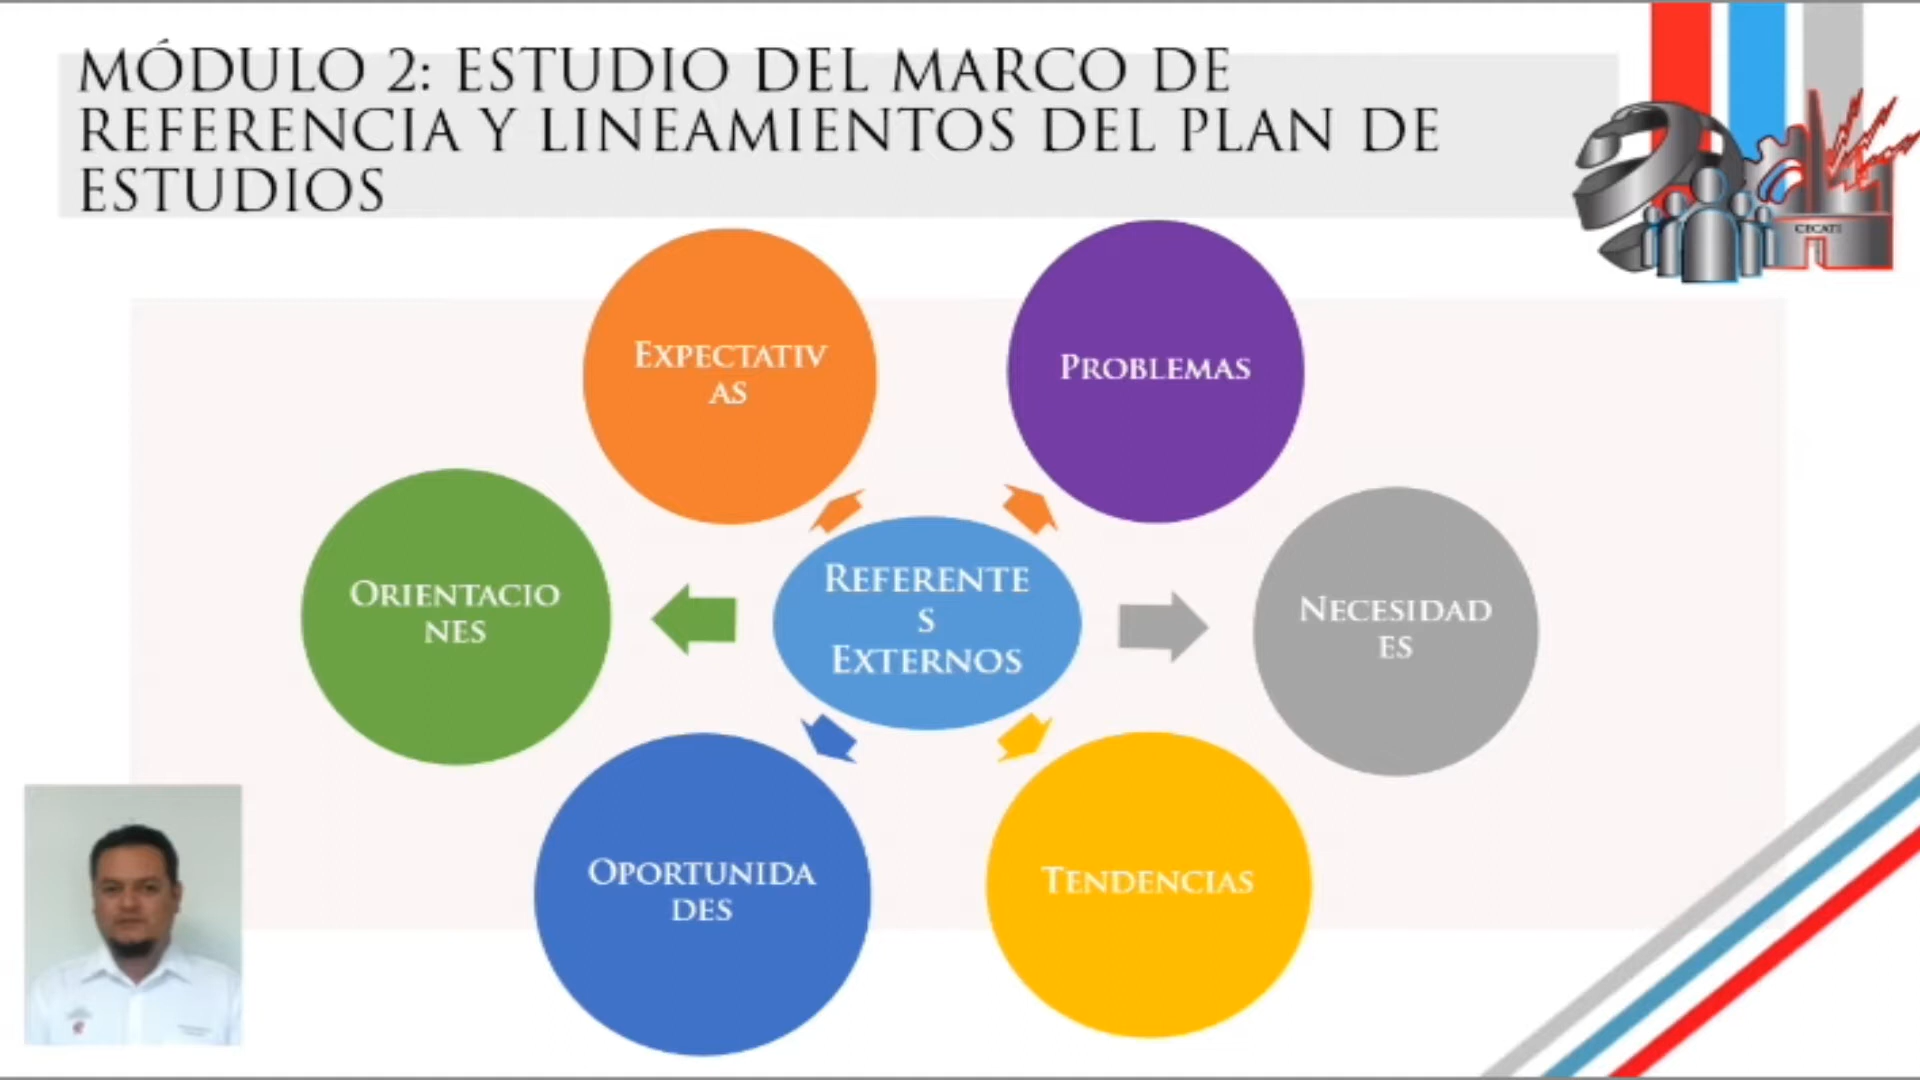 MÓDULO 2: ESTUDIO DEL MARCO DE
REFERENCIA Y LINEAMIENTOS DEL PLAN DE
ESTUDIOS
CECATI
EXPECTATIV
AS
PROBLEMAS
ORIENTACIO
NES
REFERENTE
S
EXTERNOS
NECESIDAD
ES
OPORTUNIDA
DES
TENDENCIAS